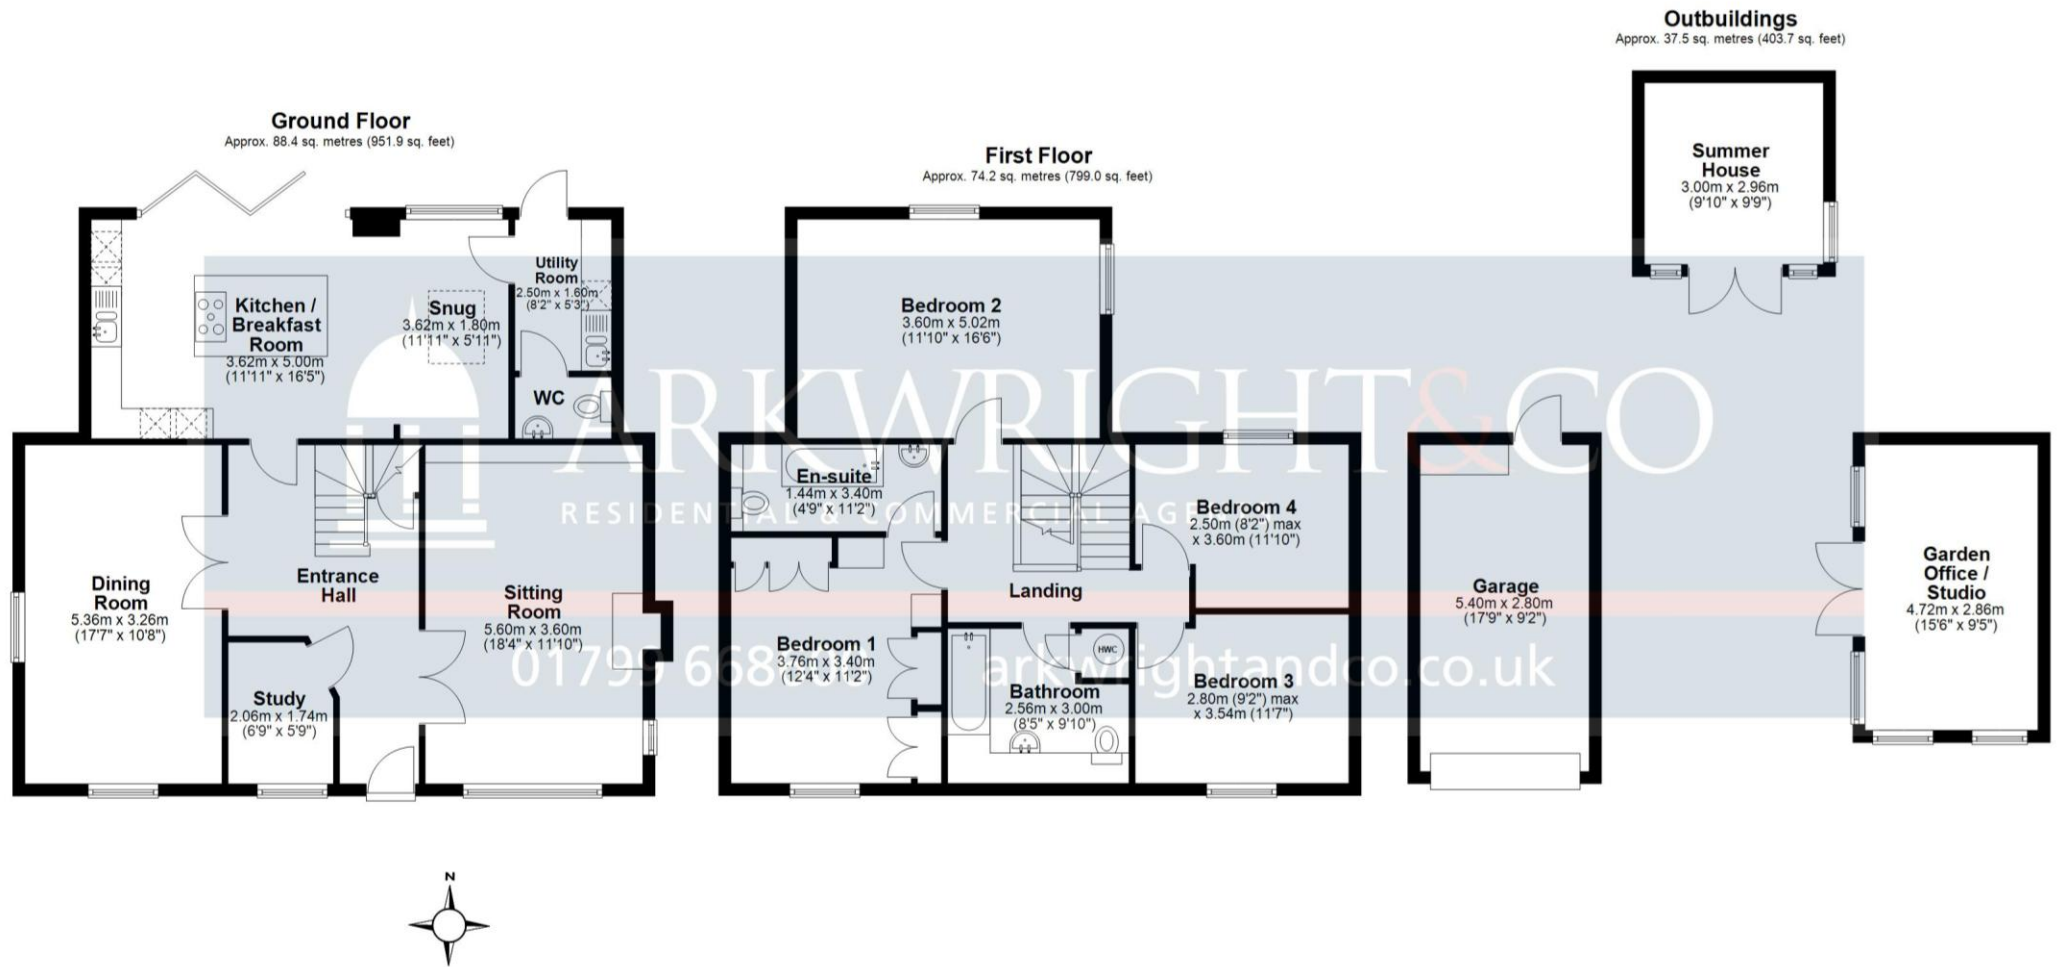 Outbuildings
Approx. 37.5 sq. metres (403.7 sq. feet)
Ground Floor
Approx. 88.4 sq. metres (951.9 sq. feet)
First Floor
Approx. 74.2 sq. metres (799.0 sq. feet)
Summer
House
3.00m x 2.96m
(9'10" x 9'9")
Kitchen /
Breakfast
Room
3.62m x 5.00m
(11'11" x 16'5")
Snug
3.62m x 1.80m
(11'11" x 5'11")
Utility
Room
2.50m x 1.60m
(8'2" x 5'3")
WC
Bedroom 2
3.60m x 5.02m
(11'10" x 16'6")
ARKWRIGHT&CO
En-suite
1.44m x 3.40m
(4'9" x 11'2")
RESIDENTIAL & COMMERCIAL
Bedroom 4
2.50m (8'2") max
x 3.60m (11'10")
Dining
Room
5.36m x 3.26m
(17'7" x 10'8")
Entrance
Hall
Sitting
Room
5.60m x 3.60m
(18'4" x 11'10")
Landing
Garage
5.40m x 2.80m
(17'9" x 9'2")
Garden
Office /
Studio
4.72m x 2.86m
(15'6" x 9'5")
Study
2.06m x 1.74m
(6'9" x 5'9")
Bedroom 1
3.76m x 3.40m
(12'4" x 11'2")
HWC
Bathroom
2.56m x 3.00m
(8'5" x 9'10")
Bedroom 3
2.80m (9'2") max
x 3.54m (11'7")
01799
arkwrightandco.co.uk
N